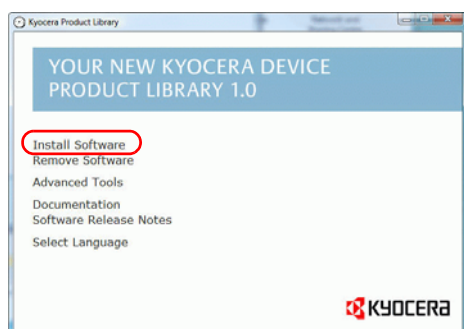 Kyocera Product Library
YOUR NEW KYOCERA DEVICE
PRODUCT LIBRARY 1.0
Install Software
Remove Software
Advanced Tools
Documentation
Software Release Notes
Select Language
KYOCERA